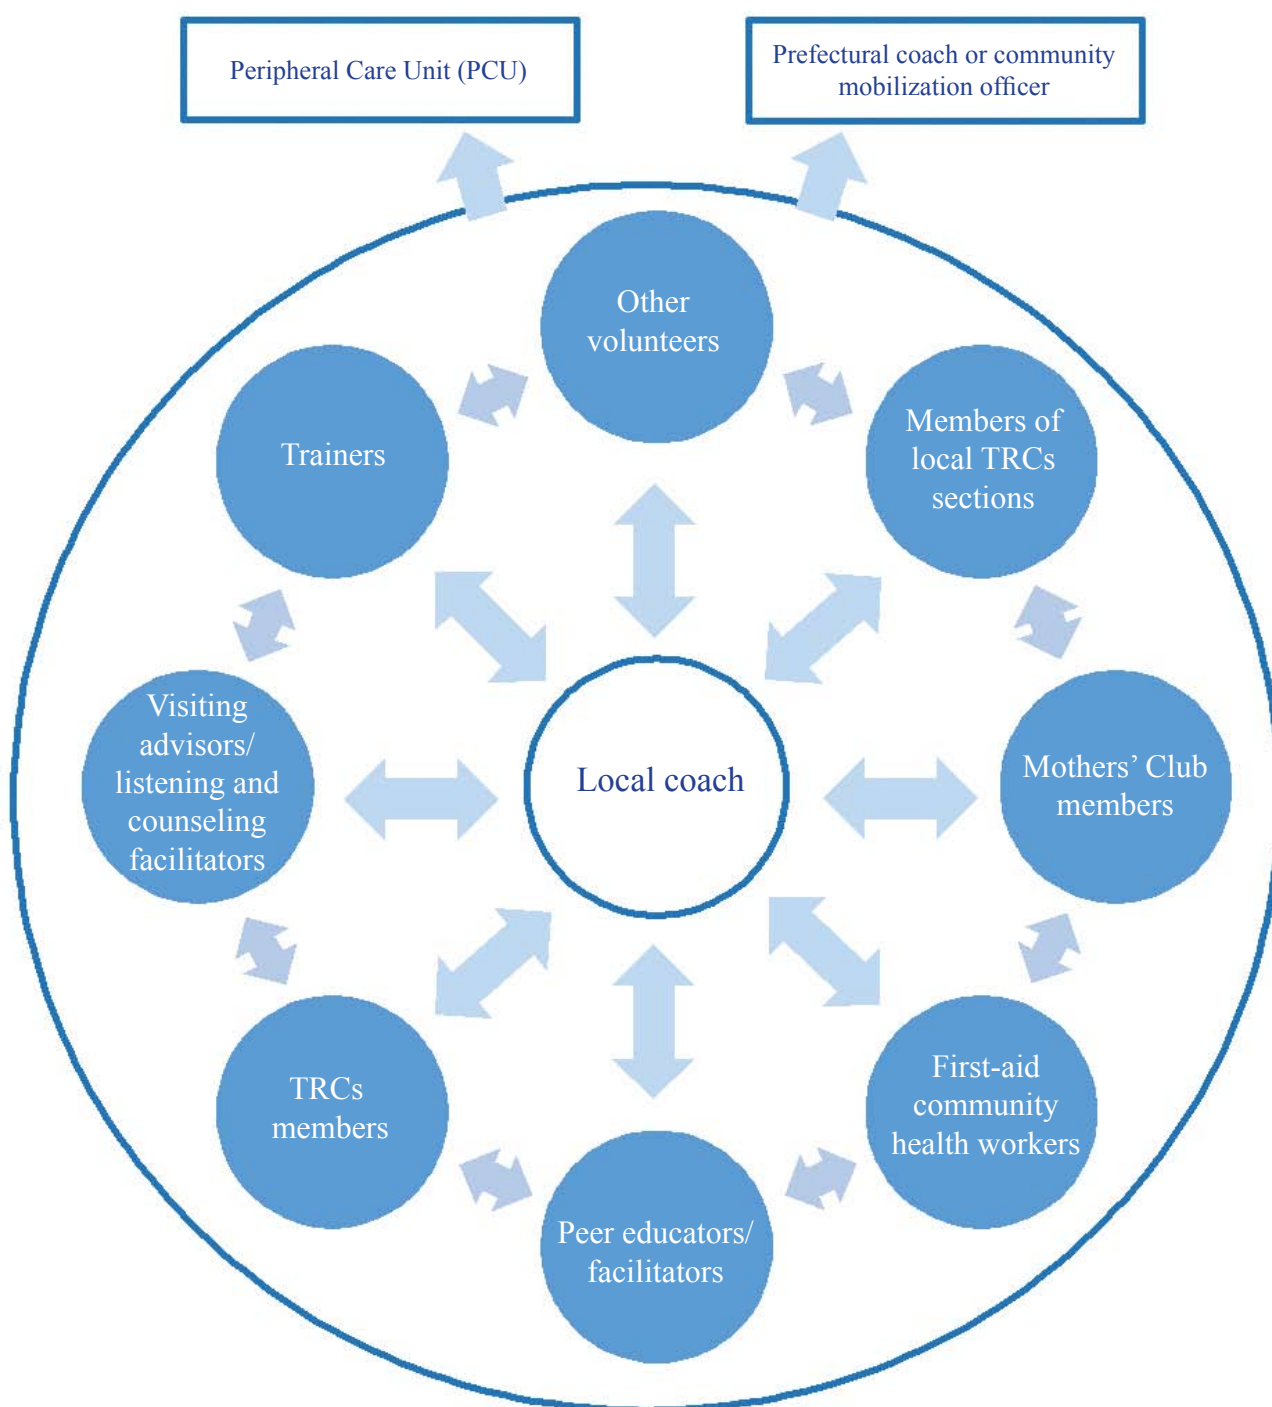 Peripheral Care Unit (PCU)
Prefectural coach or community
mobilization officer
Other
volunteers
Trainers
Members of
local TRCs
sections
Visiting
advisors/
listening and
counseling
facilitators
Local coach
Mothers’ Club
members
TRCs
members
First-aid
community
health workers
Peer educators/
facilitators